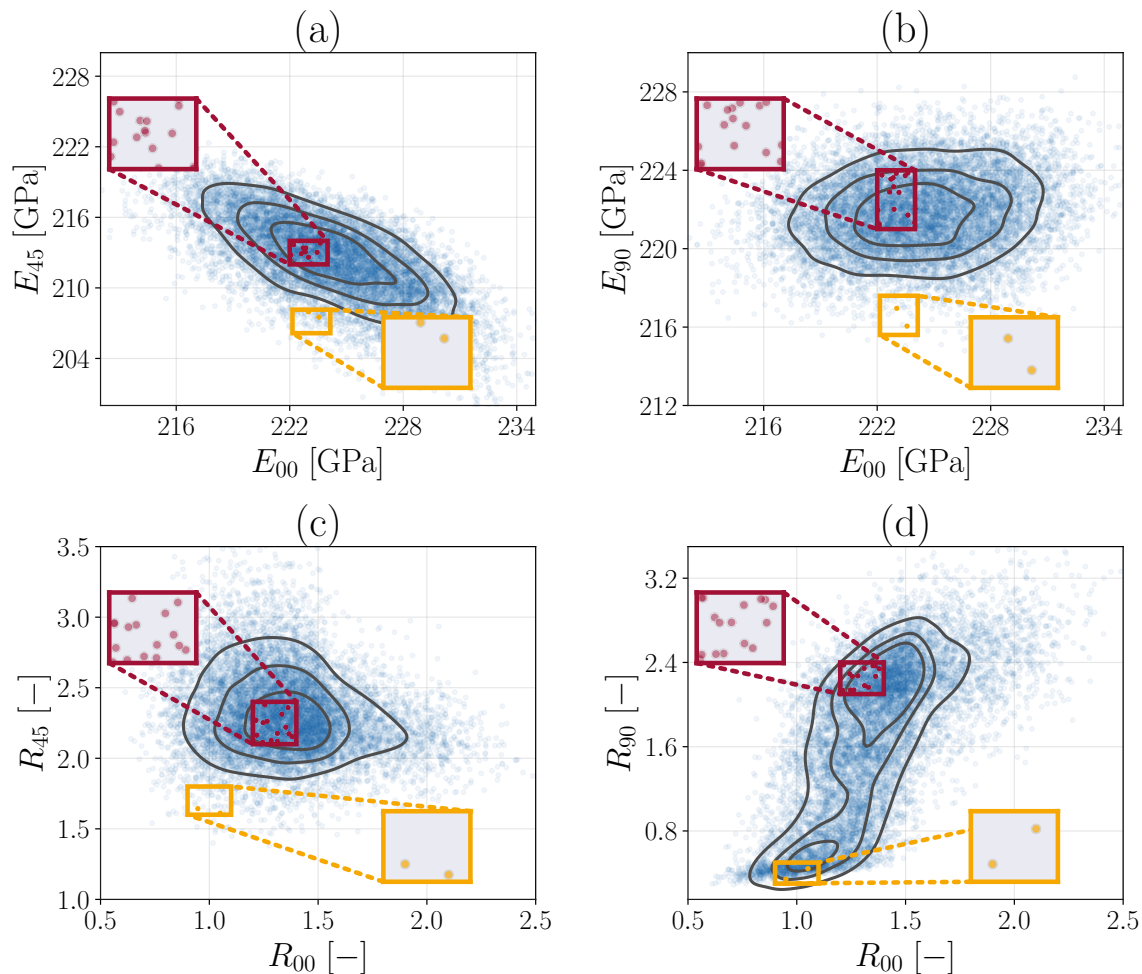 (a)
228
222
216
210
204
E₄₅ [GPa]
216 222 228 234
E₀₀ [GPa]
(b)
228
224
220
216
212
E₉₀ [GPa]
216 222 228 234
E₀₀ [GPa]
(c)
3.5
3.0
2.5
2.0
1.5
1.0
R₄₅ [−]
0.5 1.0 1.5 2.0 2.5
R₀₀ [−]
(d)
3.2
2.4
1.6
0.8
R₉₀ [−]
0.5 1.0 1.5 2.0 2.5
R₀₀ [−]